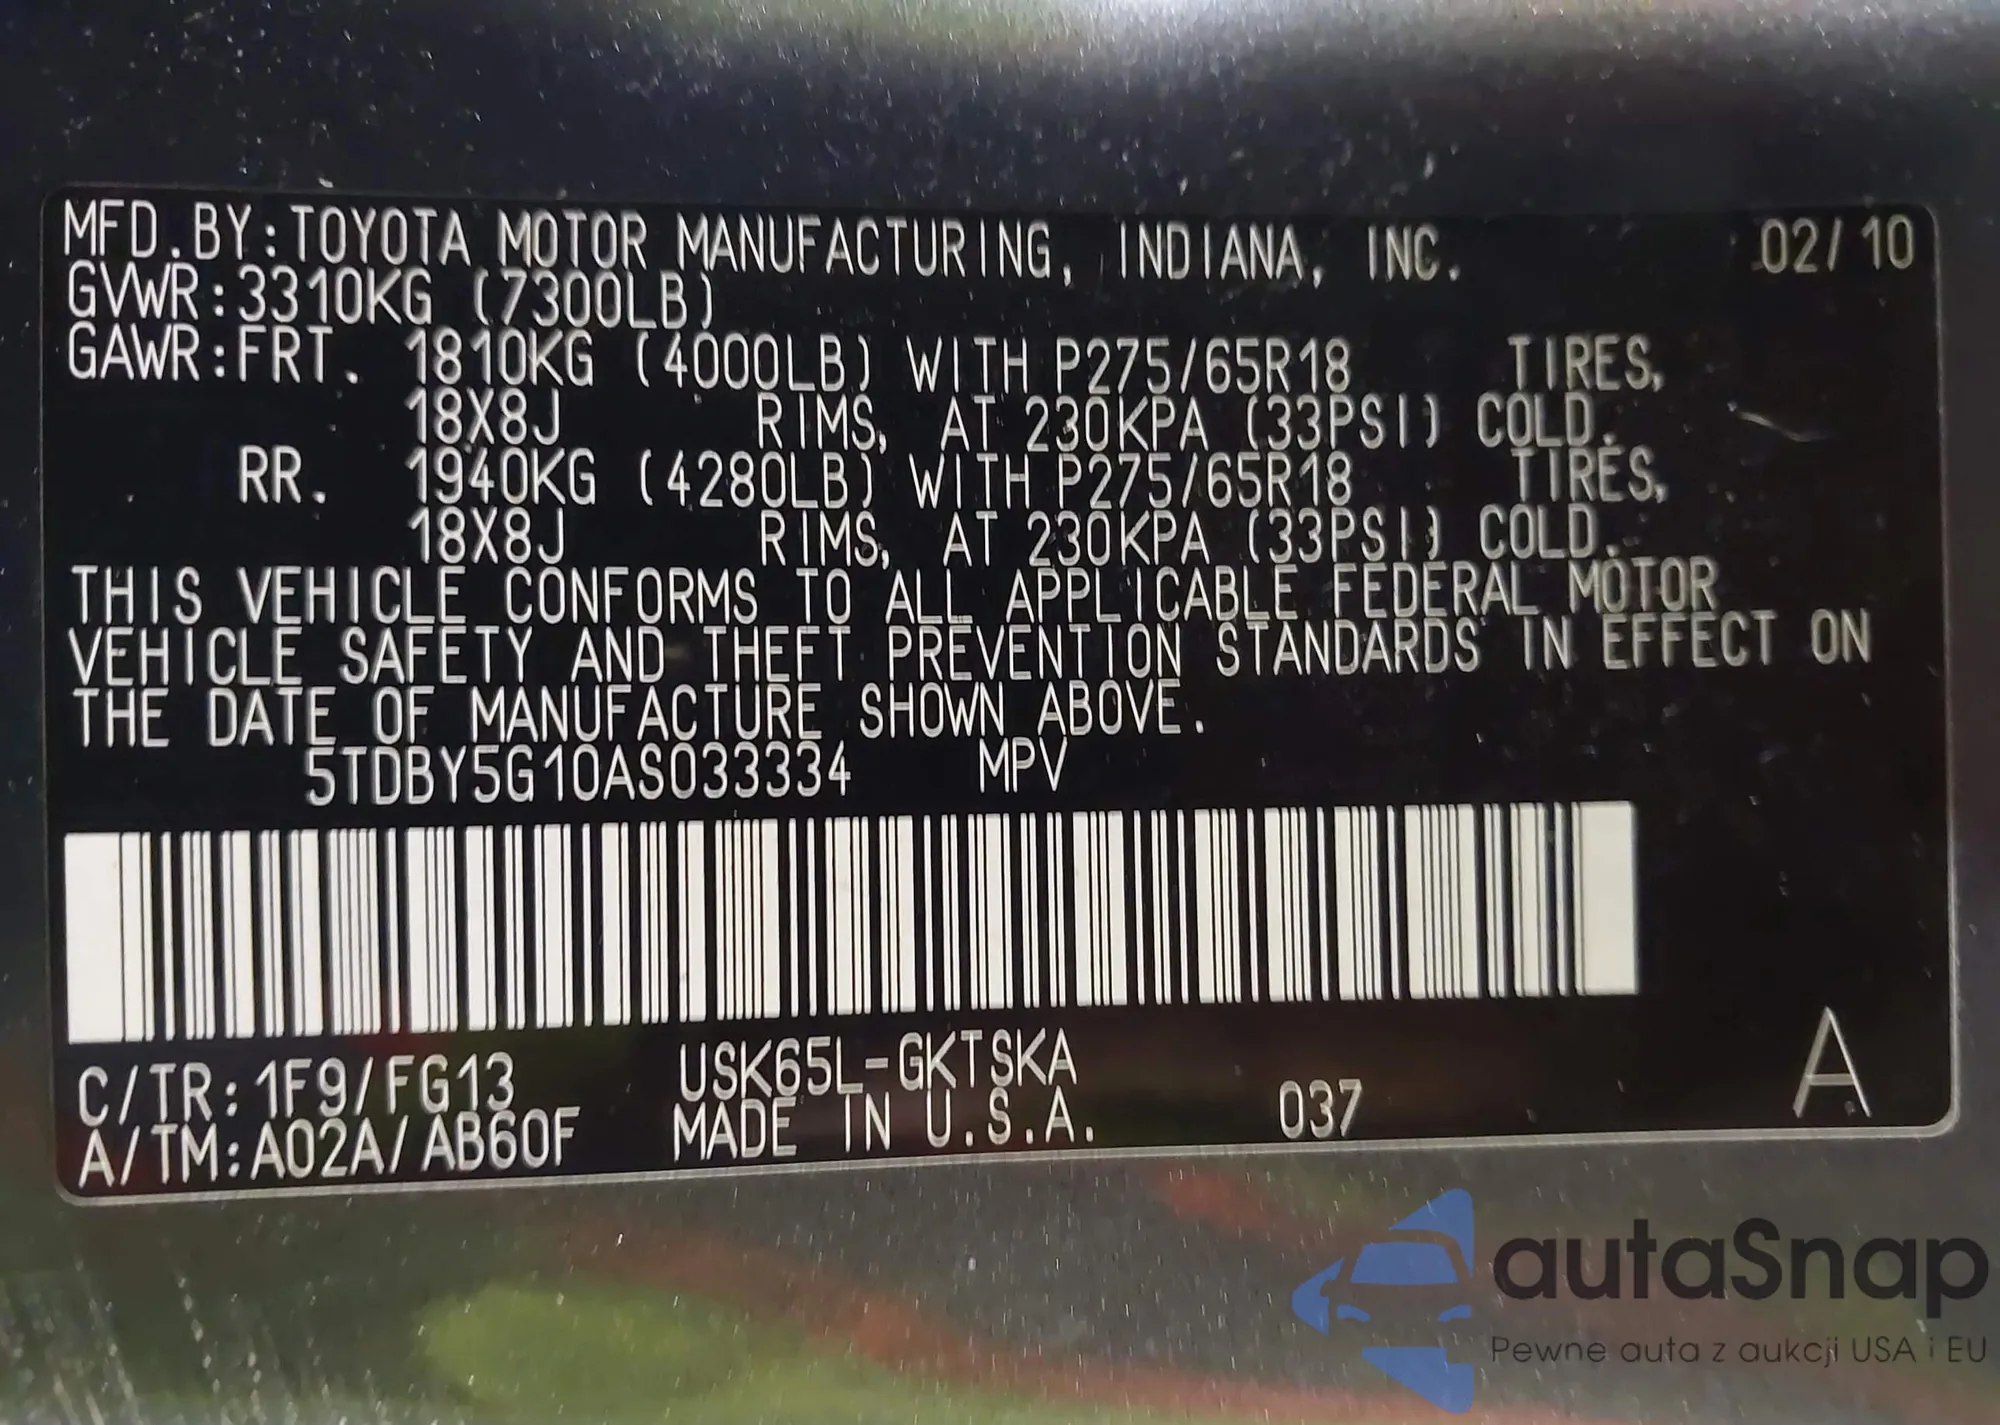 MFD.BY:TOYOTA MOTOR MANUFACTURING, INDIANA, INC. 02/10
GVWR:3310KG (7300LB)
GAWR:FRT. 1810KG (4000LB) WITH P275/65R18 TIRES,
18X8J RIMS, AT 230KPA (33PSI) COLD.
RR. 1940KG (4280LB) WITH P275/65R18 TIRES,
18X8J RIMS, AT 230KPA (33PSI) COLD.
THIS VEHICLE CONFORMS TO ALL APPLICABLE FEDERAL MOTOR
VEHICLE SAFETY AND THEFT PREVENTION STANDARDS IN EFFECT ON
THE DATE OF MANUFACTURE SHOWN ABOVE.
5TDBY5G10AS033334 MPV
C/TR:1F9/FG13 USK65L-GKTSKA
A/TM:A02A/AB60F MADE IN U.S.A. 037 A
autaSnap
Pewne auta z aukcji USA i EU